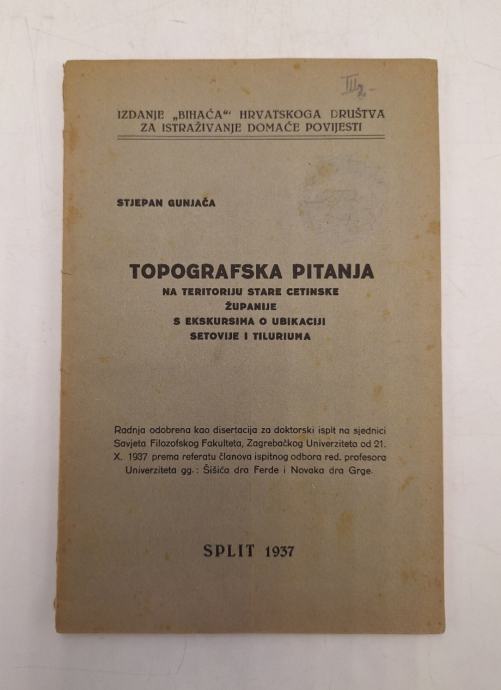 III2-
IZDANJE „BIHAĆA“ HRVATSKOGA DRUŠTVA
ZA ISTRAŽIVANJE DOMAĆE POVIJESTI
STJEPAN GUNJAČA
TOPOGRAFSKA PITANJA
NA TERITORIJU STARE CETINSKE
ŽUPANIJE
S EKSKURSIMA O UBIKACIJI
SETOVIJE I TILURIUMA
Radnja odobrena kao disertacija za doktorski ispit na sjednici
Savjeta Filozofskog Fakulteta, Zagrebačkog Univerziteta od 21.
X. 1937 prema referatu članova ispitnog odbora red. profesora
Univerziteta gg.: Šišića dra Ferde i Novaka dra Grge.
SPLIT 1937